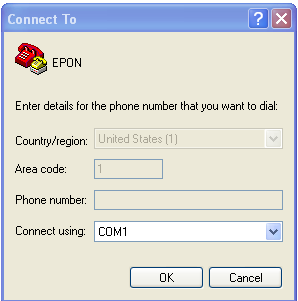 Connect To
EPON
Enter details for the phone number that you want to dial:
Country/region: United States (1)
Area code: 1
Phone number:
Connect using: COM1
OK Cancel